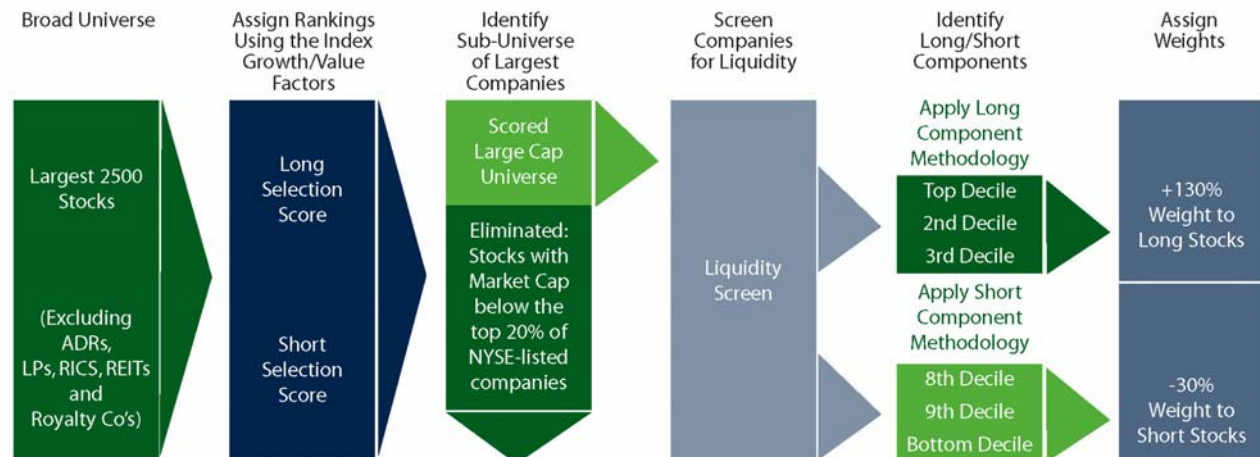 Broad Universe
Assign Rankings
Using the Index
Growth/Value
Factors
Identify
Sub-Universe
of Largest
Companies
Screen
Companies
for Liquidity
Identify
Long/Short
Components
Assign
Weights
Largest 2500
Stocks
(Excluding
ADRs,
LPs, RICS, REITs
and
Royalty Co's)
Long
Selection
Score
Short
Selection
Score
Scored
Large Cap
Universe
Eliminated:
Stocks with
Market Cap
below the
top 20% of
NYSE-listed
companies
Liquidity
Screen
Apply Long
Component
Methodology
Top Decile
2nd Decile
3rd Decile
Apply Short
Component
Methodology
8th Decile
9th Decile
Bottom Decile
+130%
Weight to
Long Stocks
-30%
Weight to
Short Stocks